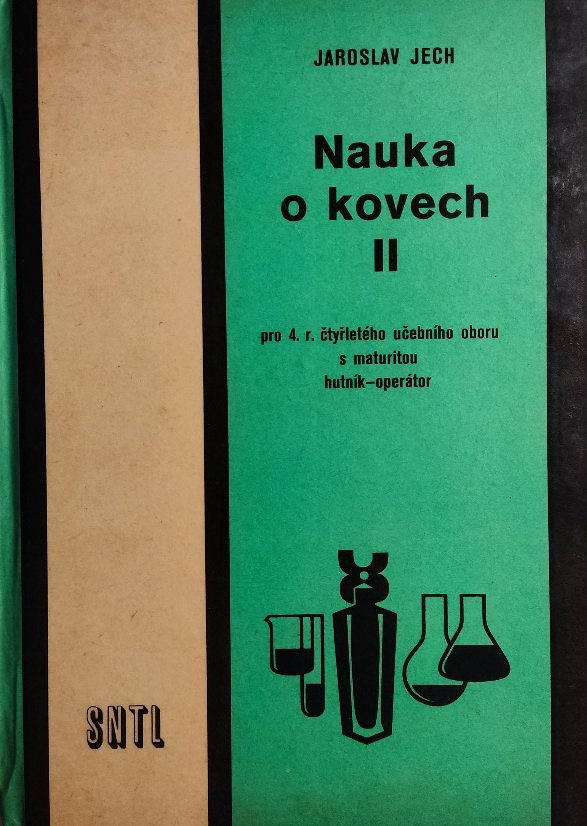 JAROSLAV JECH
Nauka
o kovech
II
pro 4. r. čtyřletého učebního oboru
s maturitou
hutník–operátor
SNTL